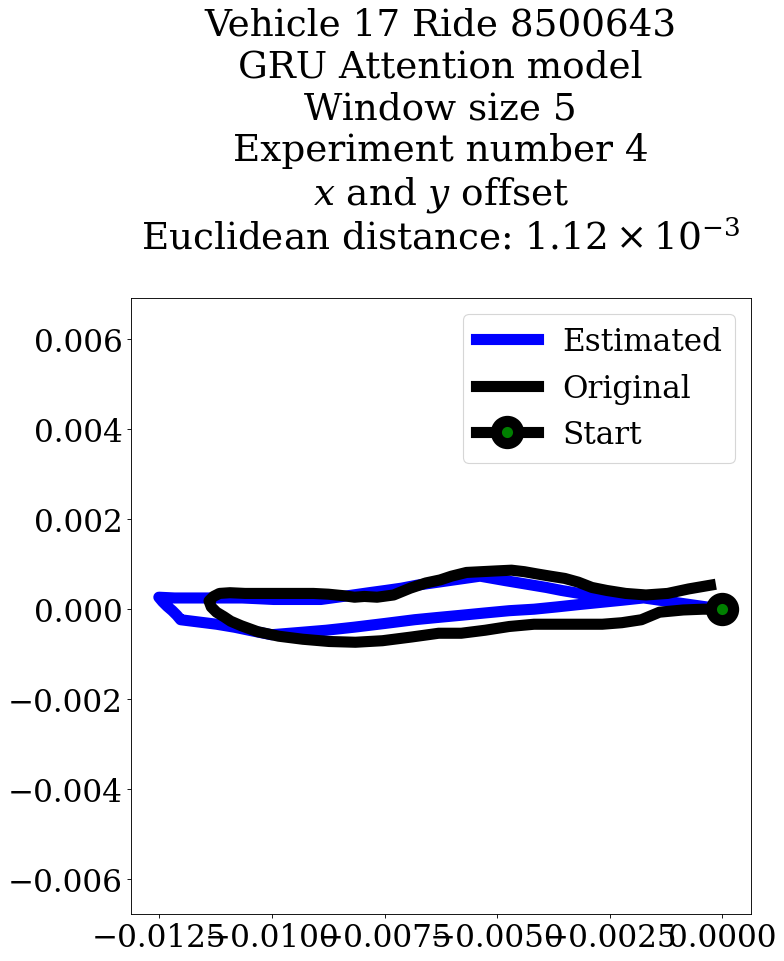 Vehicle 17 Ride 8500643
GRU Attention model
Window size 5
Experiment number 4
x and y offset
Euclidean distance: 1.12 × 10⁻³
Estimated
Original
Start
0.006
0.004
0.002
0.000
−0.002
−0.004
−0.006
−0.0125 −0.0100 −0.0075 −0.0050 −0.0025 0.0000